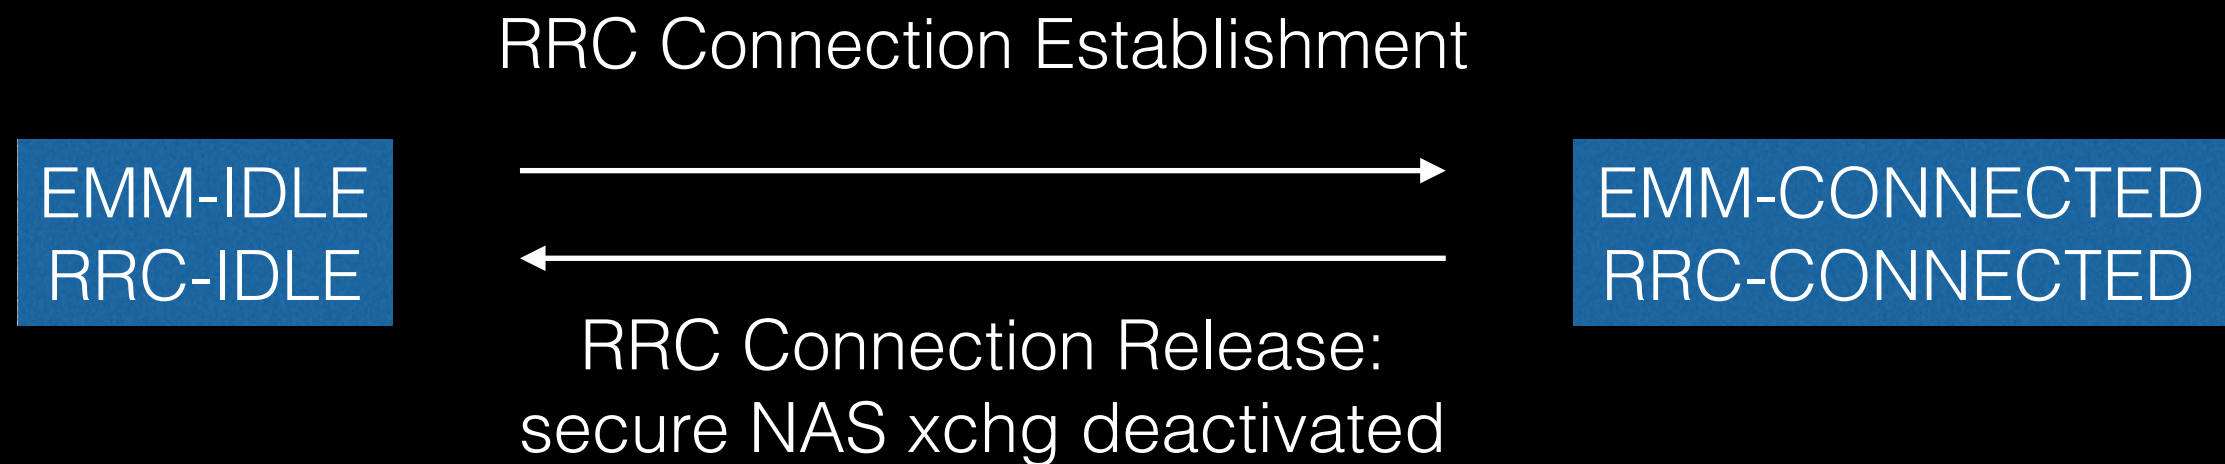 RRC Connection Establishment
EMM-IDLE
RRC-IDLE
EMM-CONNECTED
RRC-CONNECTED
RRC Connection Release:
secure NAS xchg deactivated